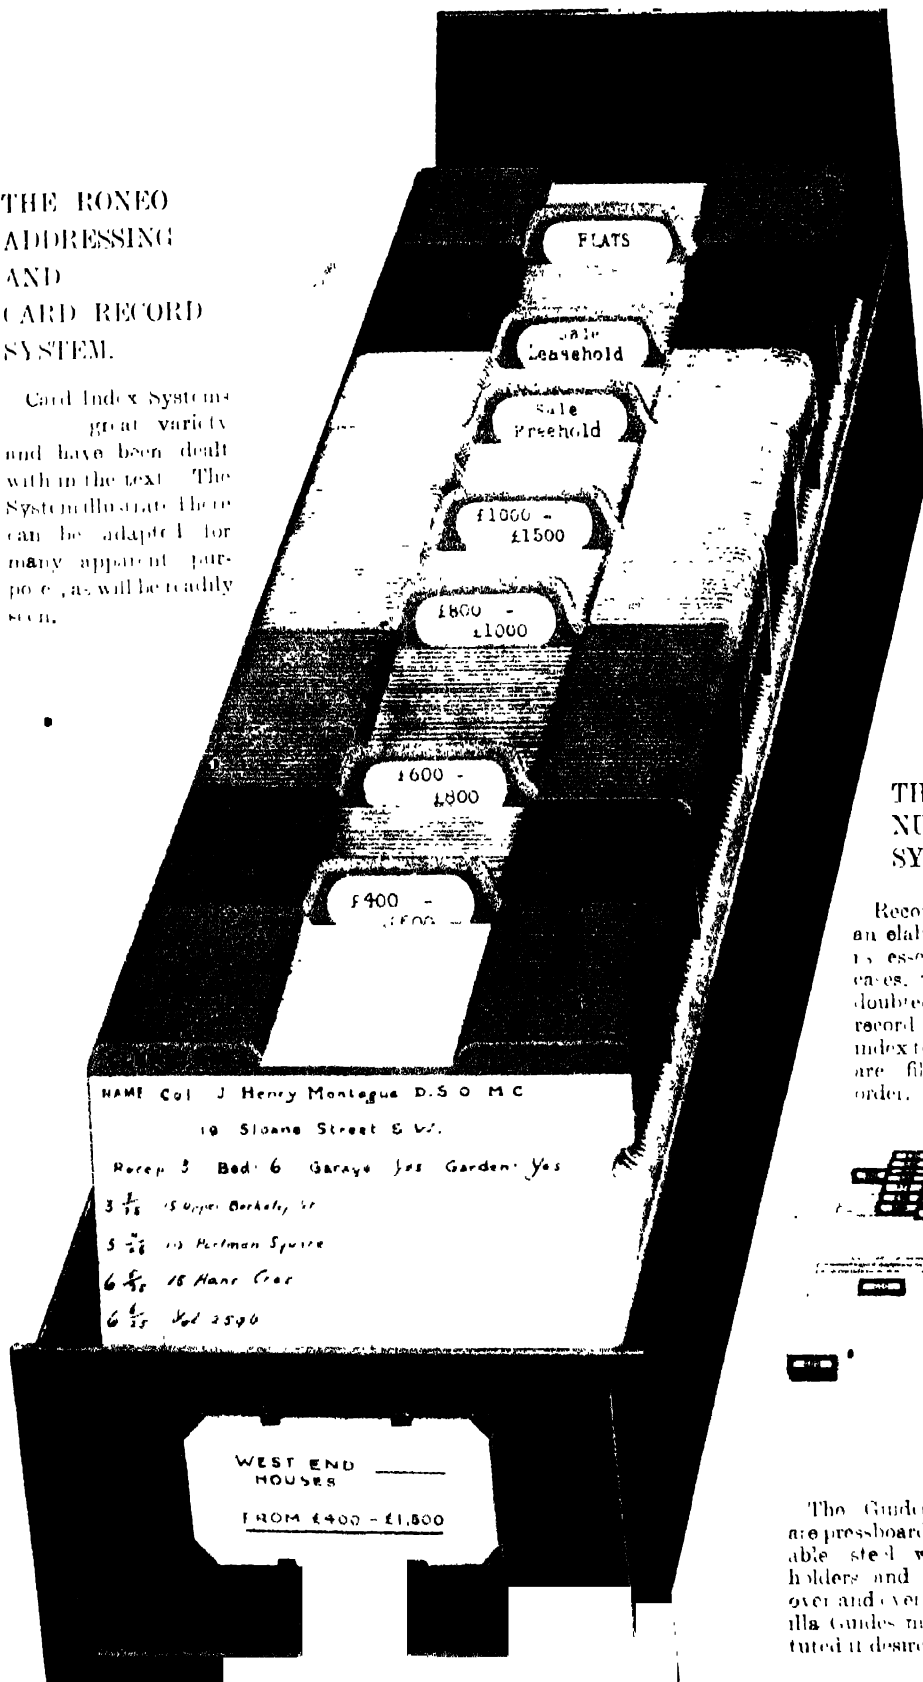 THE RONEO
ADDRESSING
AND
CARD RECORD
SYSTEM.
Card Index Systems
great variety
and have been dealt
with in the text The
System illustrated here
can be adapted for
many apparent pur-
poses, as will be readily
seen.
FLATS
Sale
Leasehold
Sale
Freehold
£1000 -
£1500
£800 -
£1000
£600 -
£800
£400 -
£600 -
NAME Col J Henry Montague D.S O M C
19 Sloane Street S W.
Recep 3 Bed: 6 Garage Yes Garden: Yes
15 Upper Berkeley St
Portman Square
18 Hans Cres
WEST END
HOUSES
FROM £400 - £1,500
TH
NU
SY
Reco
an elab
is esse
cases.
doubted
record
index t
are fil
order.
The Guide
are pressboard
able steel w
holders and
over and over
illa Guides m
tuted if desire